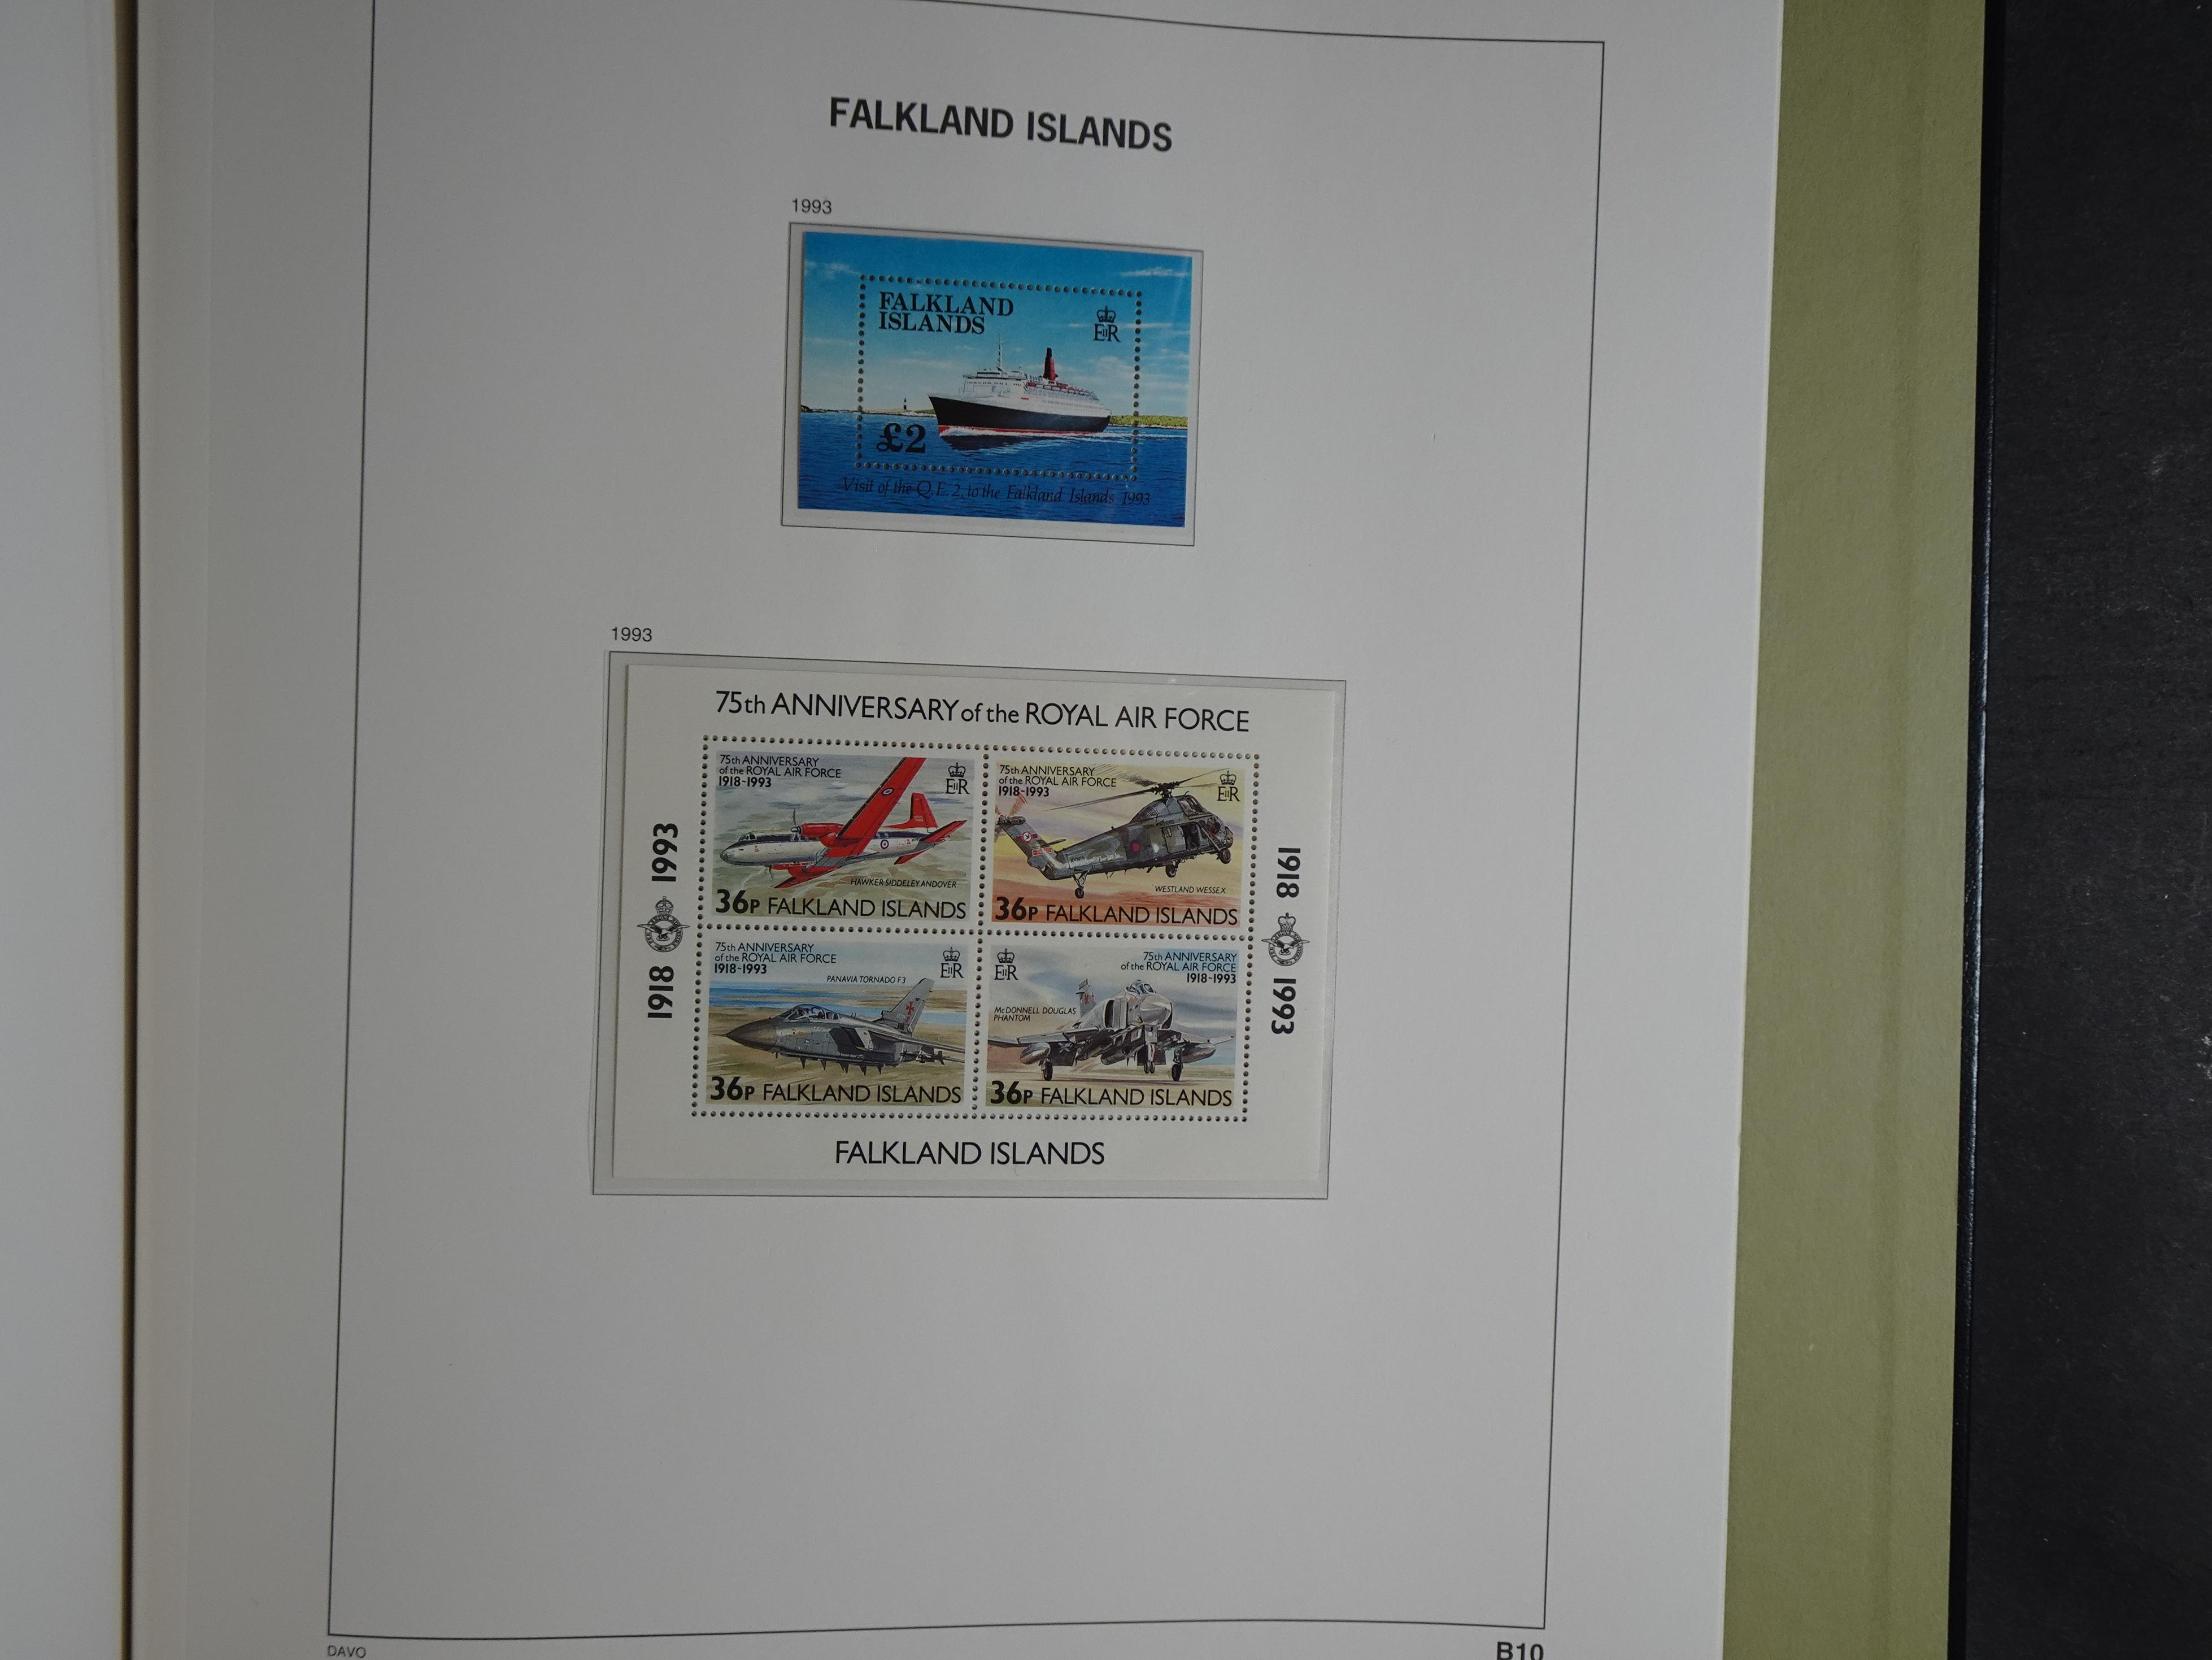 FALKLAND ISLANDS
1993
FALKLAND
ISLANDS
EIIR
£2
Visit of the Q.E.2. to the Falkland Islands 1993
1993
75th ANNIVERSARY of the ROYAL AIR FORCE
75th ANNIVERSARY
of the ROYAL AIR FORCE
1918-1993
EIIR
HAWKER SIDDELEY ANDOVER
36P FALKLAND ISLANDS
75th ANNIVERSARY
of the ROYAL AIR FORCE
1918-1993
EIIR
WESTLAND WESSEX
36P FALKLAND ISLANDS
1918 1993
1918 1993
75th ANNIVERSARY
of the ROYAL AIR FORCE
1918-1993
EIIR
PANAVIA TORNADO F3
36P FALKLAND ISLANDS
EIIR
75th ANNIVERSARY
of the ROYAL AIR FORCE
1918-1993
McDONNELL DOUGLAS
PHANTOM
36P FALKLAND ISLANDS
FALKLAND ISLANDS
DAVO
B10